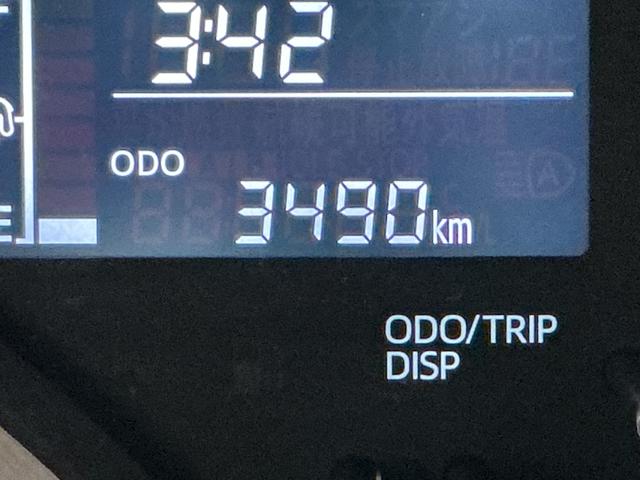 3:42
ODO
3490km
E
ODO/TRIP
DISP